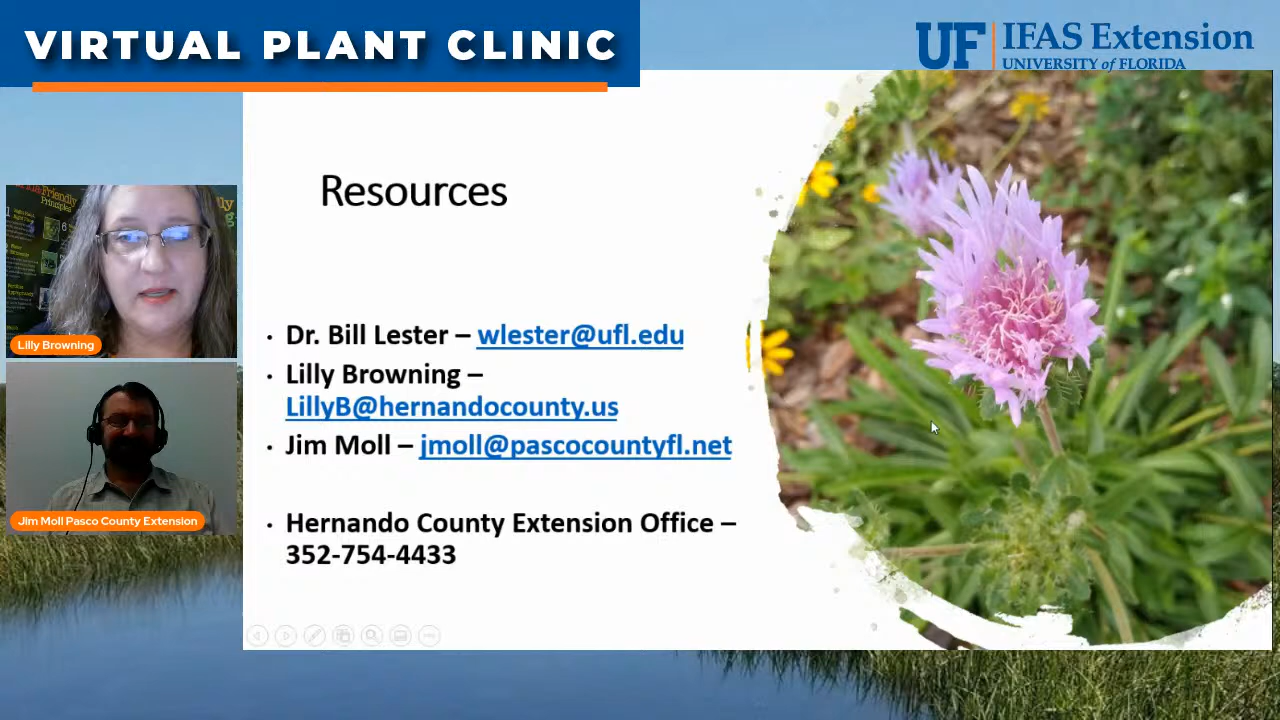 VIRTUAL PLANT CLINIC
UF IFAS Extension
UNIVERSITY of FLORIDA
Resources
Principles
6
Lilly Browning
Jim Moll Pasco County Extension
• Dr. Bill Lester – wlester@ufl.edu
• Lilly Browning –
LillyB@hernandocounty.us
• Jim Moll – jmoll@pascocountyfl.net
• Hernando County Extension Office –
352-754-4433